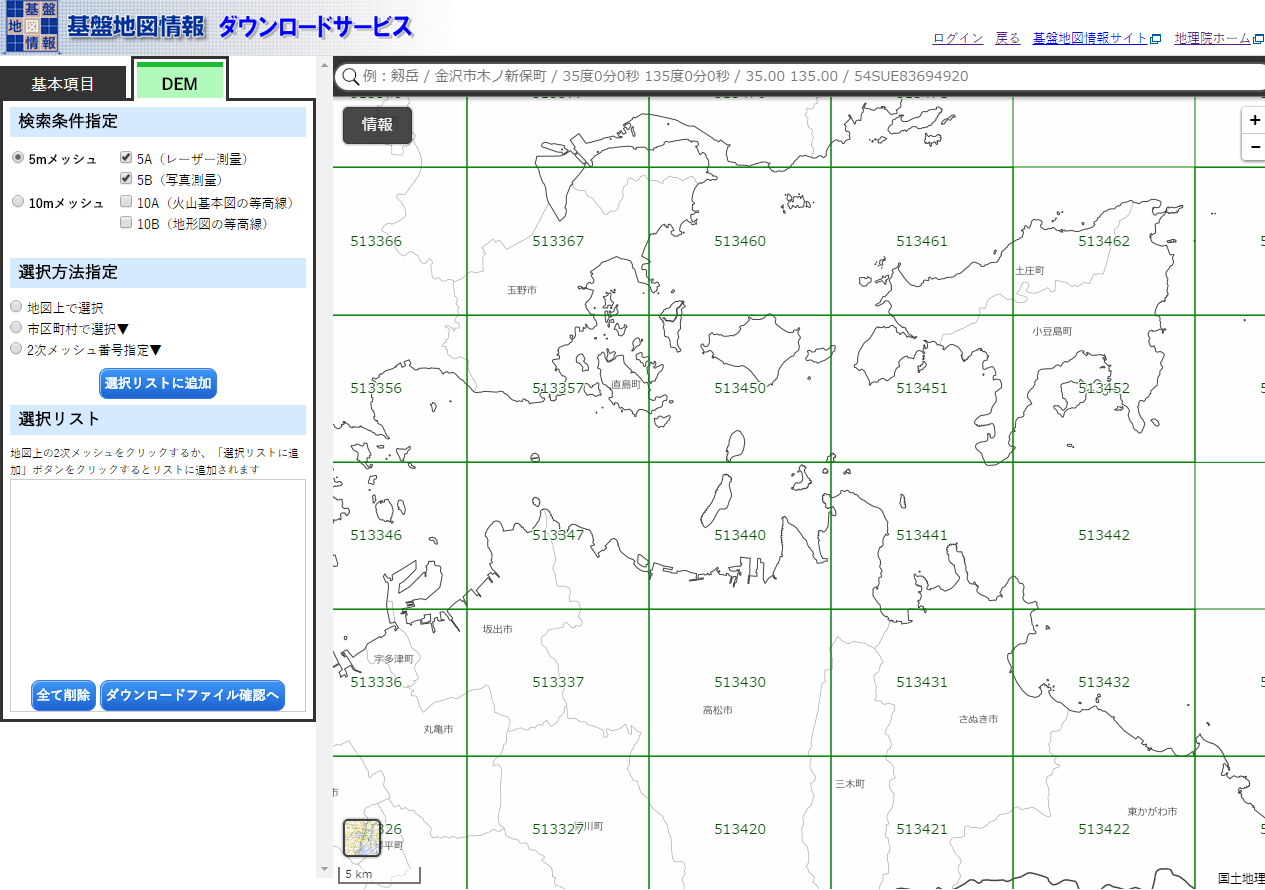 基盤地図情報
基盤地図情報 ダウンロードサービス
ログイン 戻る 基盤地図情報サイト 地理院ホーム
基本項目 DEM
例：剱岳 / 金沢市木ノ新保町 / 35度0分0秒 135度0分0秒 / 35.00 135.00 / 54SUE83694920
検索条件指定
5mメッシュ
5A（レーザー測量）
5B（写真測量）
10mメッシュ
10A（火山基本図の等高線）
10B（地形図の等高線）
選択方法指定
地図上で選択
市区町村で選択▼
2次メッシュ番号指定▼
選択リストに追加
選択リスト
地図上の2次メッシュをクリックするか、「選択リストに追
加」ボタンをクリックするとリストに追加されます
全て削除 ダウンロードファイル確認へ
情報
+
−
513366 513367 513460 513461 513462
土庄町
玉野市
小豆島町
513356 513357 直島町 513450 513451 513452
513346 513347 513440 513441 513442
坂出市
宇多津町
513336 513337 513430 513431 513432
高松市
さぬき市
丸亀市
三木町
東かがわ市
513327 513420 513421 513422
5 km
国土地理